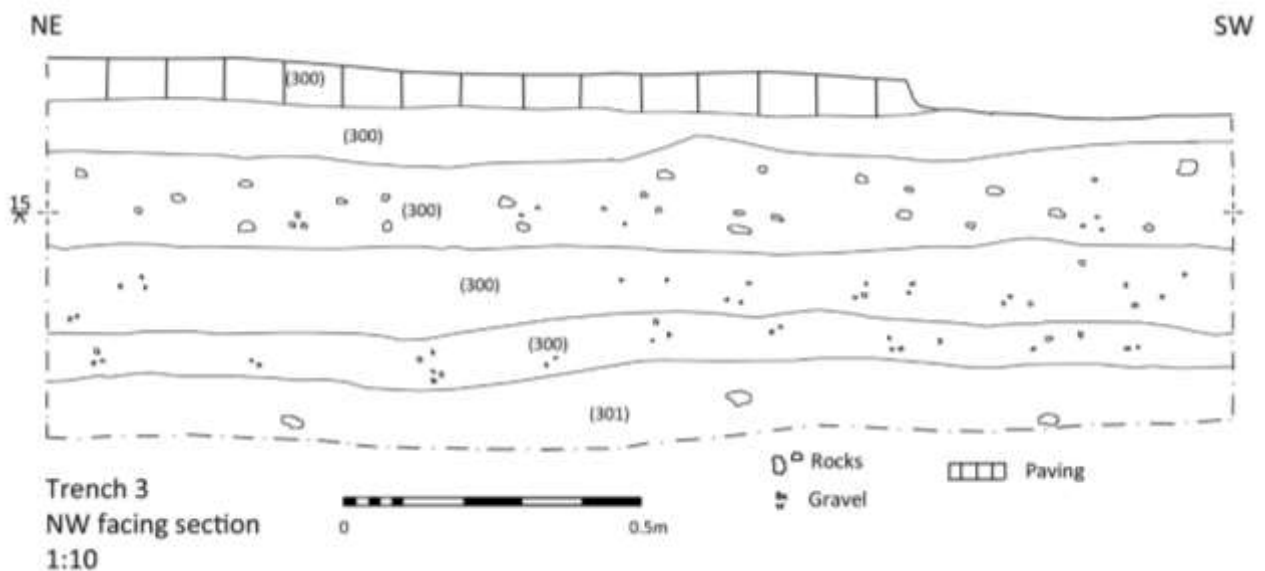 NE
SW
(300)
(300)
15
(300)
(300)
(300)
(301)
Rocks
Paving
Gravel
Trench 3
NW facing section
1:10
0
0.5m